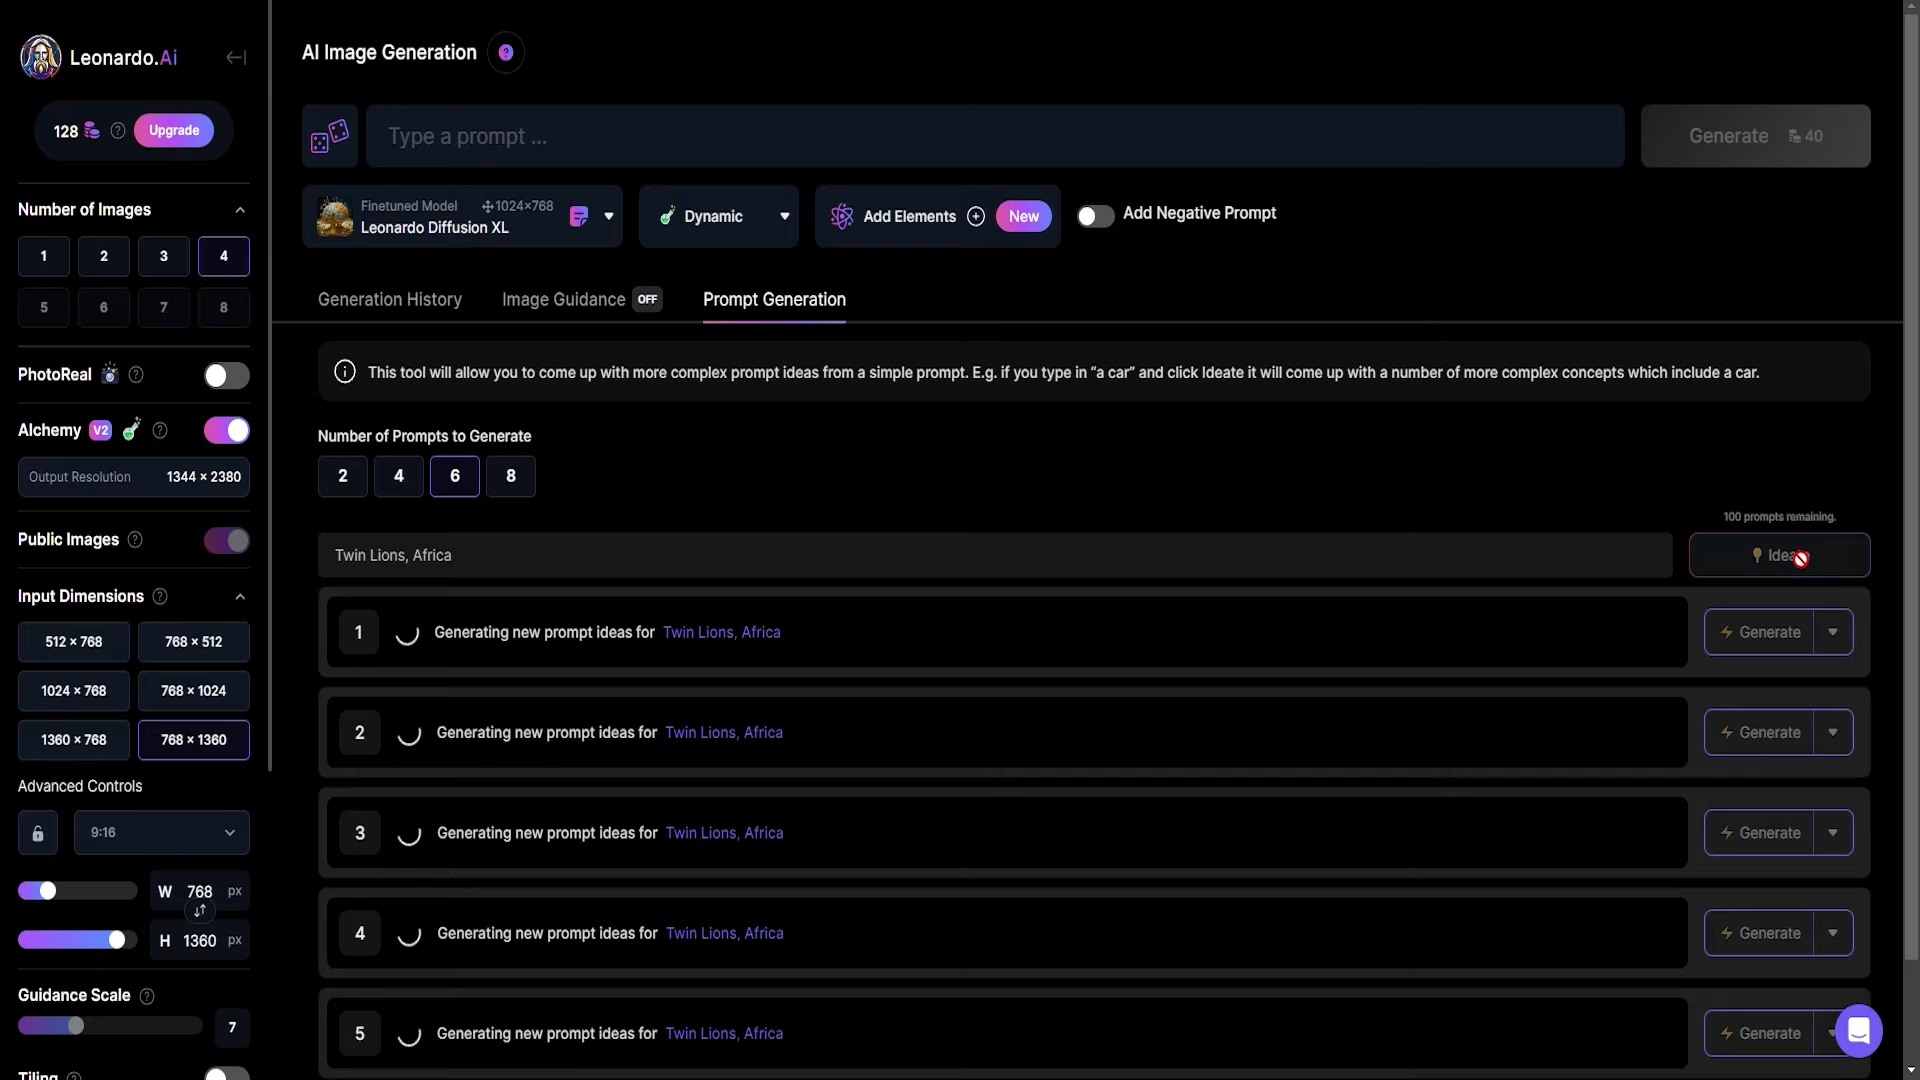 Leonardo.Ai
128 Upgrade
Number of Images
1 2 3 4
5 6 7 8
PhotoReal
Alchemy V2
Output Resolution 1344 × 2380
Public Images
Input Dimensions
512 × 768 768 × 512
1024 × 768 768 × 1024
1360 × 768 768 × 1360
Advanced Controls
9:16
W 768 px
H 1360 px
Guidance Scale
7
Tiling
AI Image Generation ?
Type a prompt ...
Generate 40
Finetuned Model 1024×768
Leonardo Diffusion XL
Dynamic
Add Elements New
Add Negative Prompt
Generation History Image Guidance OFF Prompt Generation
This tool will allow you to come up with more complex prompt ideas from a simple prompt. E.g. if you type in “a car” and click Ideate it will come up with a number of more complex concepts which include a car.
Number of Prompts to Generate
2 4 6 8
100 prompts remaining.
Twin Lions, Africa
1 Generating new prompt ideas for Twin Lions, Africa Generate
2 Generating new prompt ideas for Twin Lions, Africa Generate
3 Generating new prompt ideas for Twin Lions, Africa Generate
4 Generating new prompt ideas for Twin Lions, Africa Generate
5 Generating new prompt ideas for Twin Lions, Africa Generate